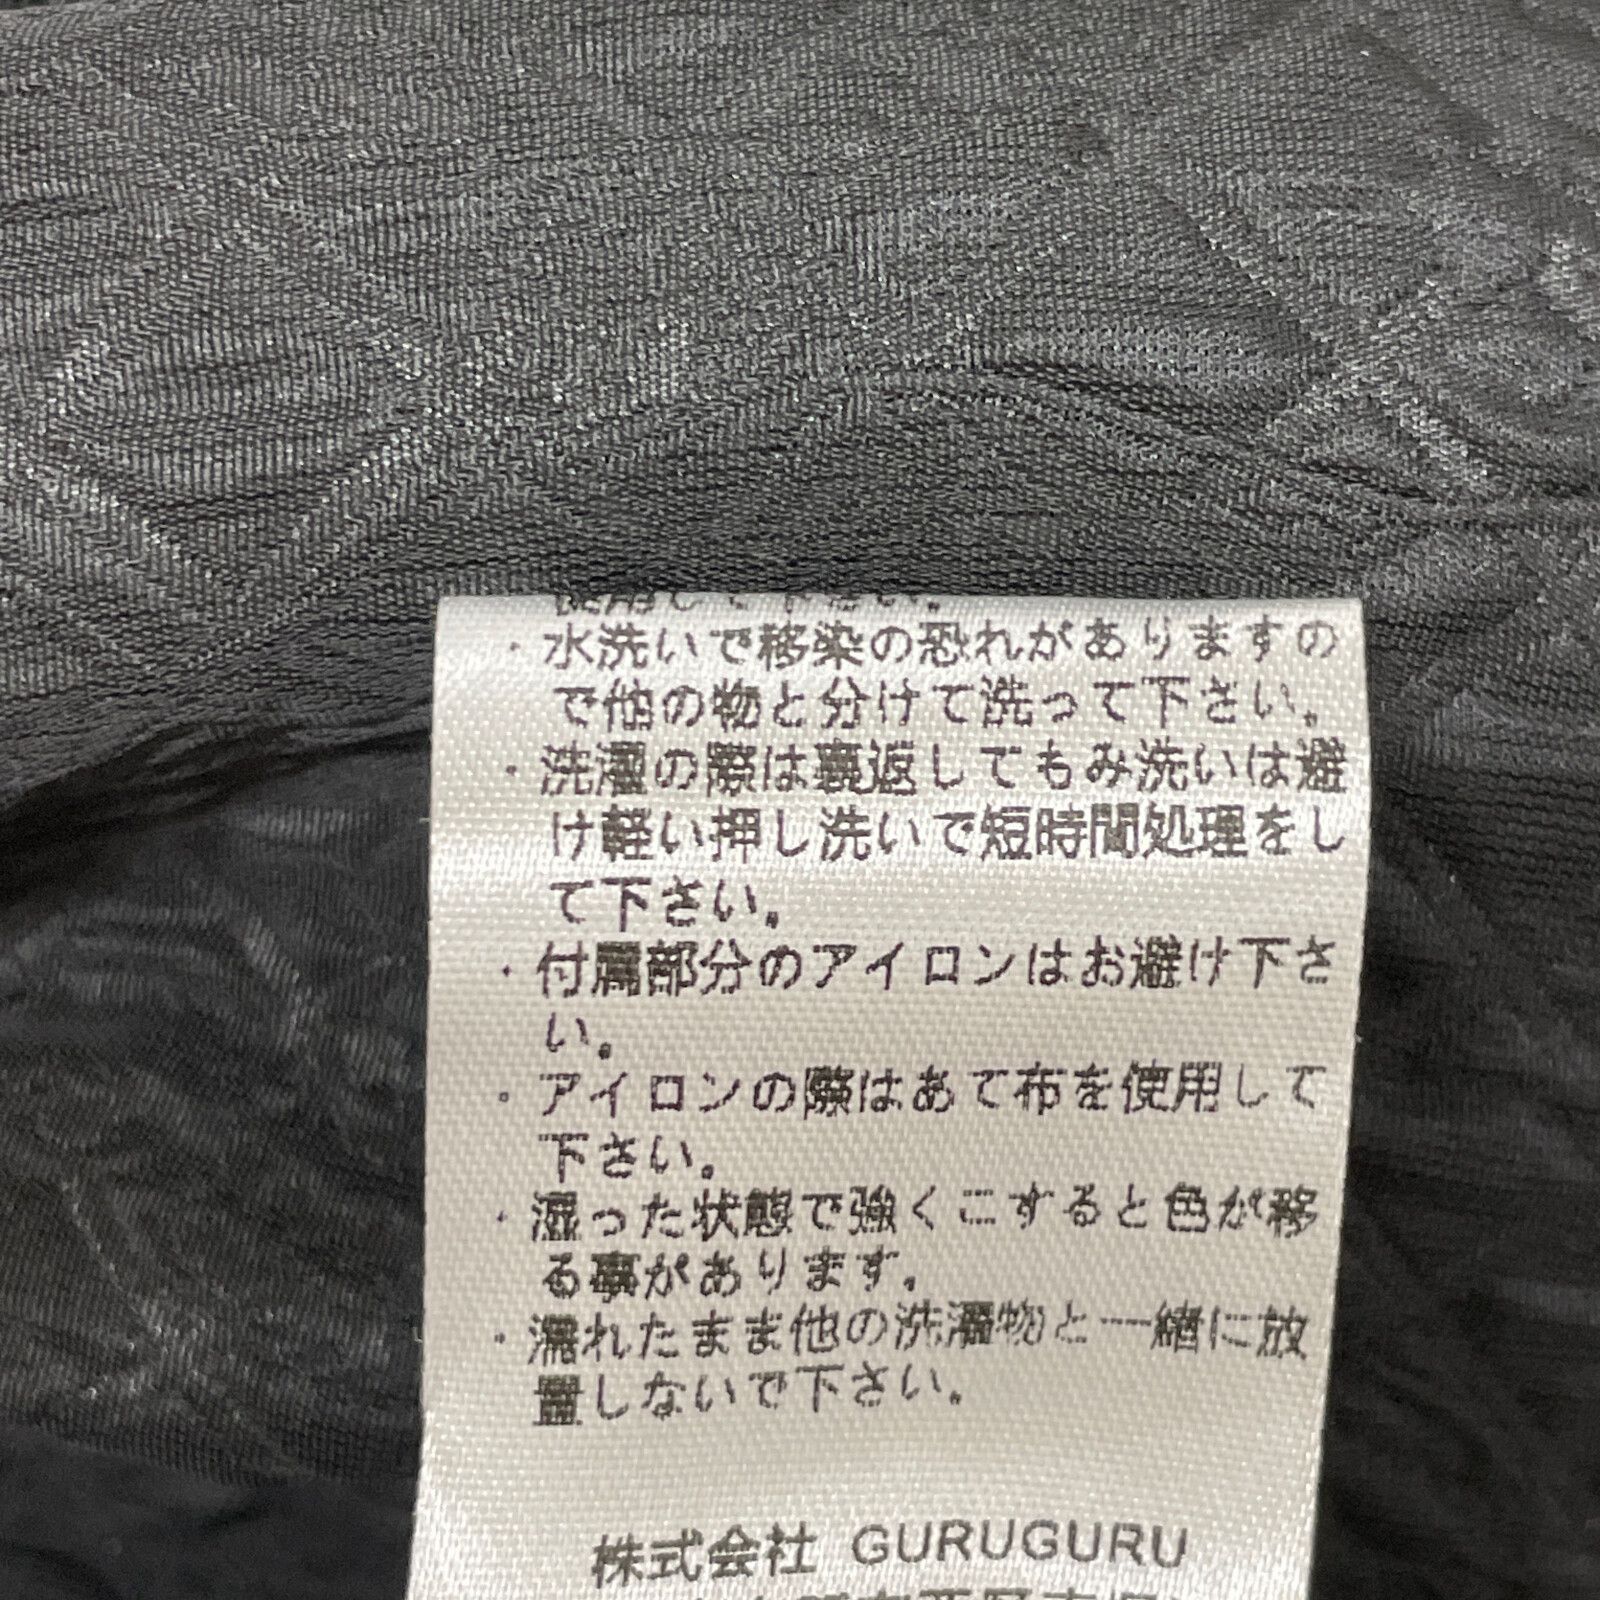 使用して下さい。
・水洗いで移染の恐れがありますの
で他の物と分けて洗って下さい。
・洗濯の際は裏返してもみ洗いは避
け軽い押し洗いで短時間処理をし
て下さい。
・付属部分のアイロンはお避け下さ
い。
・アイロンの際はあて布を使用して
下さい。
・湿った状態で強くこすると色が移
る事があります。
・濡れたまま他の洗濯物と一緒に放
置しないで下さい。
株式会社 GURUGURU